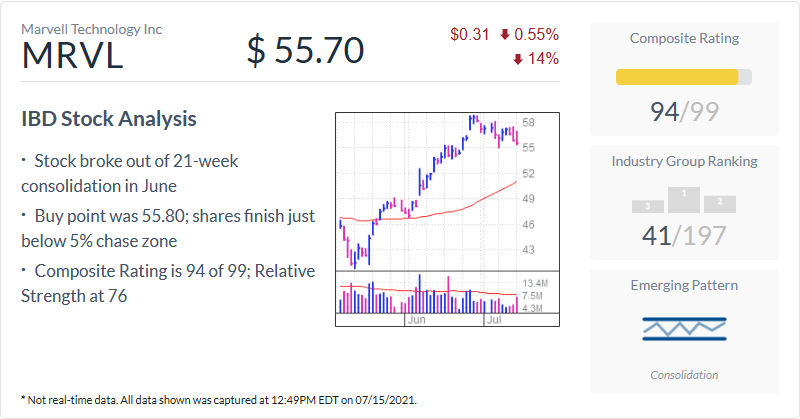 Marvell Technology Inc
MRVL
$ 55.70
$0.31 0.55%
14%
IBD Stock Analysis
· Stock broke out of 21-week
consolidation in June
· Buy point was 55.80; shares finish just
below 5% chase zone
· Composite Rating is 94 of 99; Relative
Strength at 76
58
55
52
49
46
43
13.4M
7.5M
4.3M
Jun
Jul
Composite Rating
94/99
Industry Group Ranking
3
1
2
41/197
Emerging Pattern
Consolidation
* Not real-time data. All data shown was captured at 12:49PM EDT on 07/15/2021.